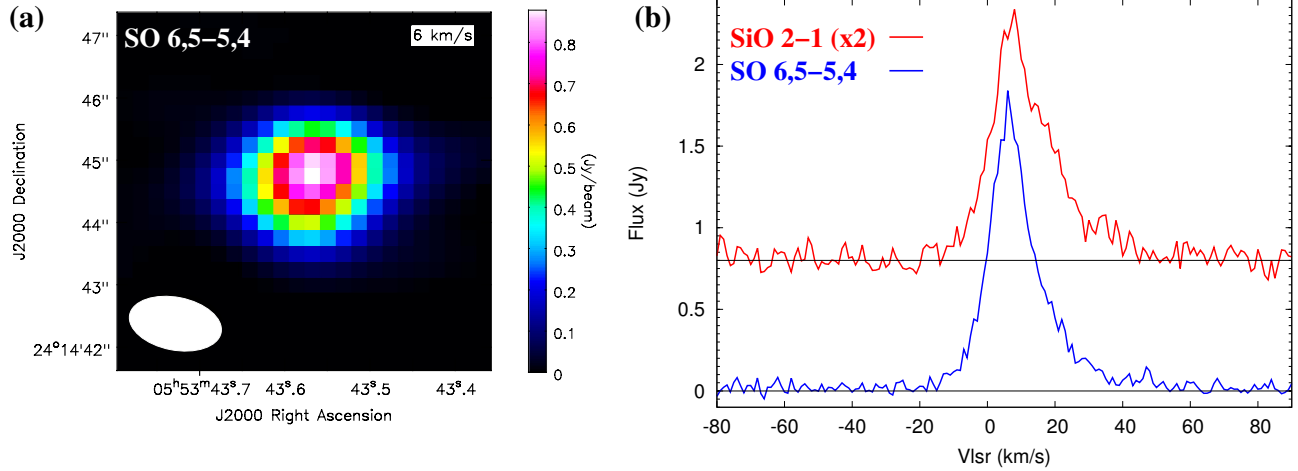 (a)
SO 6,5−5,4
6 km/s
47"
46"
45"
44"
43"
24°14'42"
J2000 Declination
05ʰ53ᵐ43ˢ.7
43ˢ.6
43ˢ.5
43ˢ.4
J2000 Right Ascension
0.8
0.7
0.6
0.5
0.4
0.3
0.2
0.1
0
(Jy/beam)
(b)
SiO 2−1 (x2)
SO 6,5−5,4
2
1.5
1
0.5
0
Flux (Jy)
-80
-60
-40
-20
0
20
40
60
80
Vlsr (km/s)